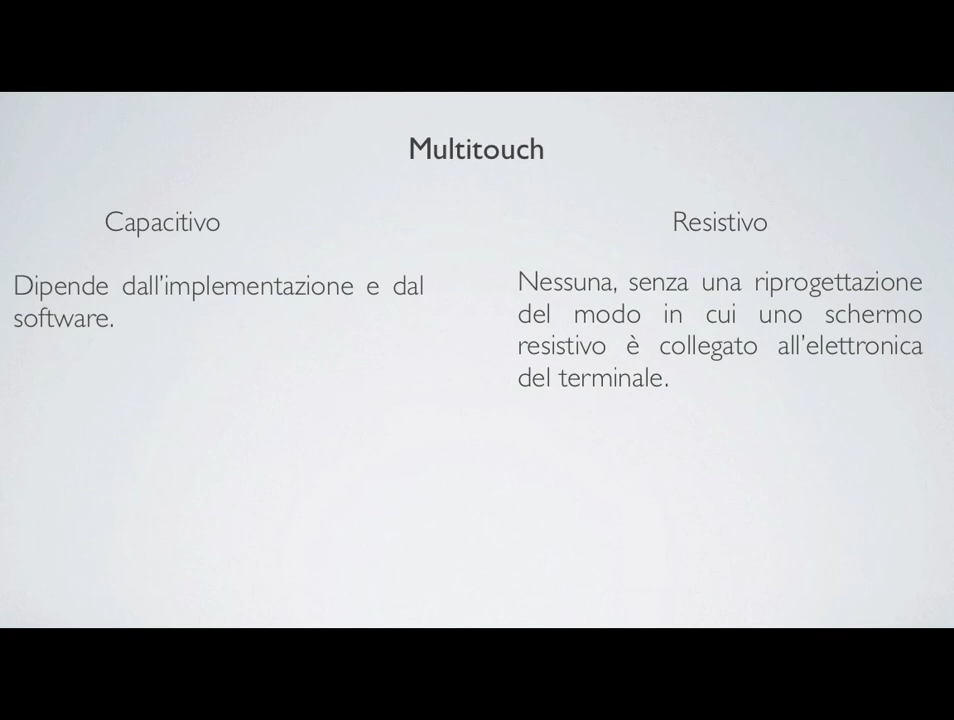 Multitouch
Capacitivo
Dipende dall'implementazione e dal
software.
Resistivo
Nessuna, senza una riprogettazione
del modo in cui uno schermo
resistivo è collegato all'elettronica
del terminale.